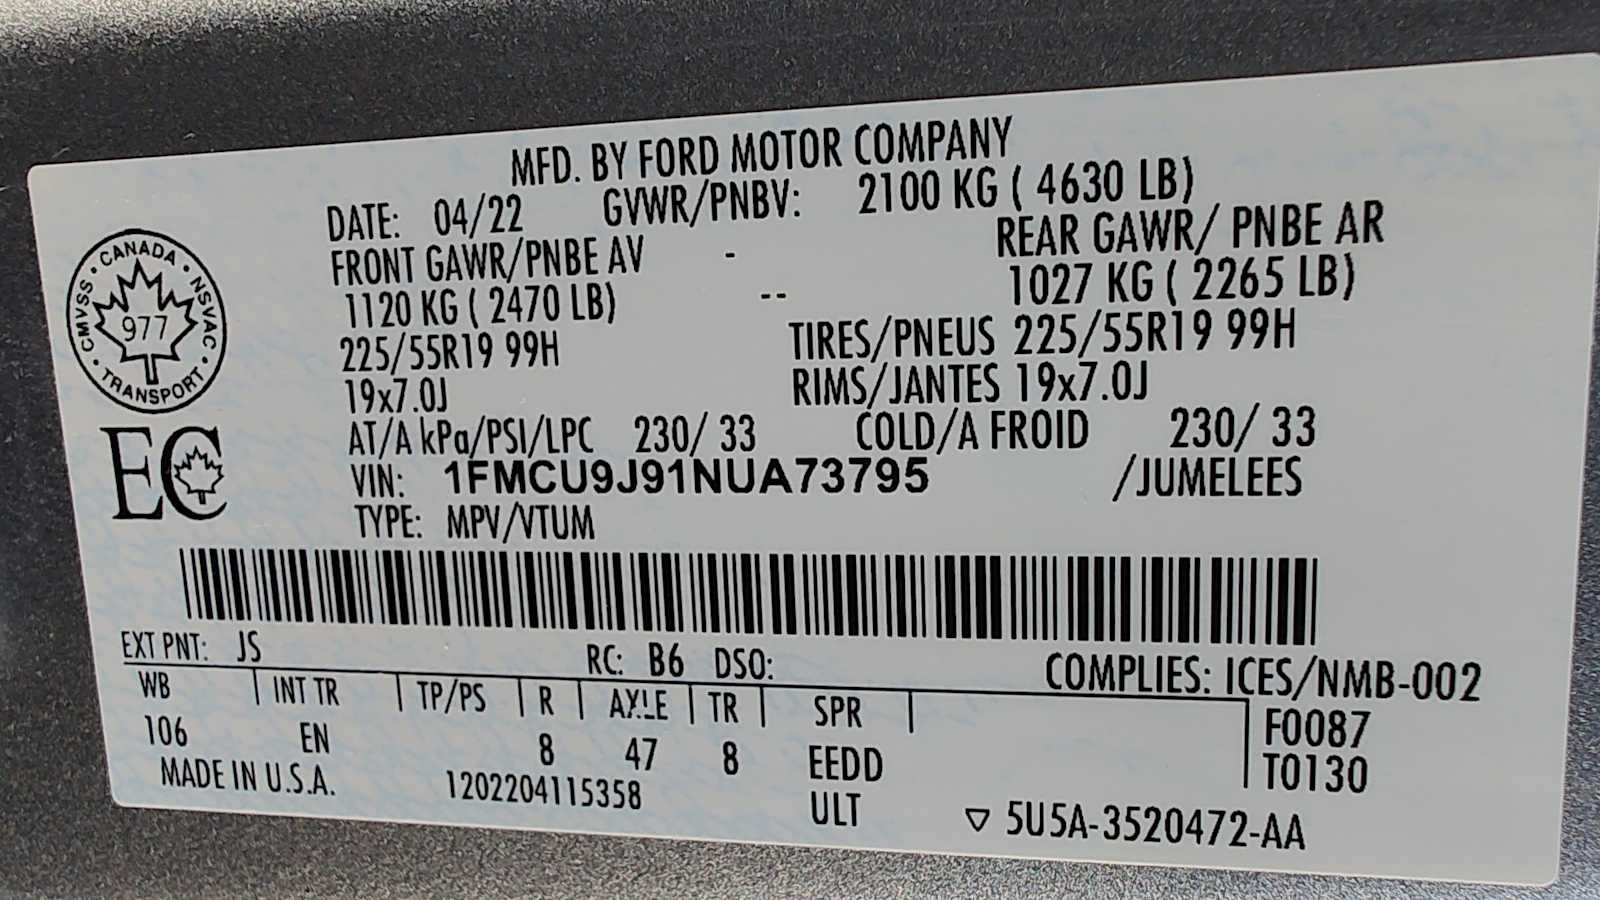 MFD. BY FORD MOTOR COMPANY
DATE: 04/22 GVWR/PNBV: 2100 KG ( 4630 LB)
FRONT GAWR/PNBE AV - REAR GAWR/ PNBE AR
1120 KG ( 2470 LB) -- 1027 KG ( 2265 LB)
225/55R19 99H TIRES/PNEUS 225/55R19 99H
19x7.0J RIMS/JANTES 19x7.0J
AT/A kPa/PSI/LPC 230/ 33 COLD/A FROID 230/ 33
VIN: 1FMCU9J91NUA73795 /JUMELEES
TYPE: MPV/VTUM
CANADA
CMVSS • NSVAC
977
TRANSPORT
EC
EXT PNT: JS RC: B6 DSO: COMPLIES: ICES/NMB-002
WB | INT TR | TP/PS | R | AXLE | TR | SPR | F0087
106 EN 8 47 8 EEDD T0130
MADE IN U.S.A. 1202204115358 ULT ▽ 5U5A-3520472-AA